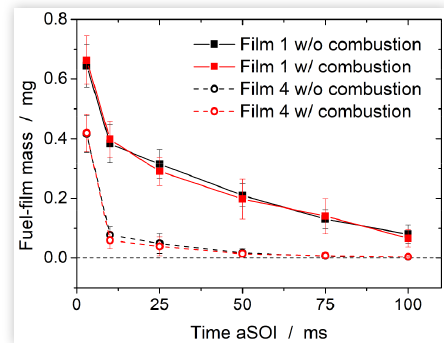 0.8
0.6
0.4
0.2
0.0
Fuel-film mass / mg
Film 1 w/o combustion
Film 1 w/ combustion
Film 4 w/o combustion
Film 4 w/ combustion
0 25 50 75 100
Time aSOI / ms